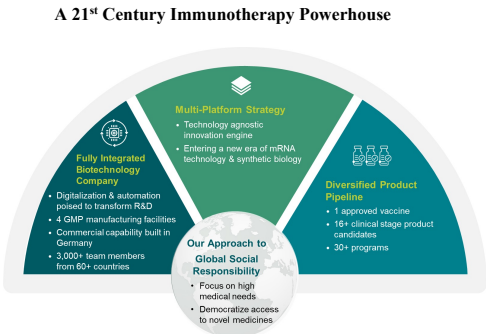 A 21st Century Immunotherapy Powerhouse
Fully Integrated
Biotechnology
Company
• Digitalization & automation
poised to transform R&D
• 4 GMP manufacturing facilities
• Commercial capability built in
Germany
• 3,000+ team members
from 60+ countries
Multi-Platform Strategy
• Technology agnostic
innovation engine
• Entering a new era of mRNA
technology & synthetic biology
Diversified Product
Pipeline
• 1 approved vaccine
• 16+ clinical stage product
candidates
• 30+ programs
Our Approach to
Global Social
Responsibility
• Focus on high
medical needs
• Democratize access
to novel medicines